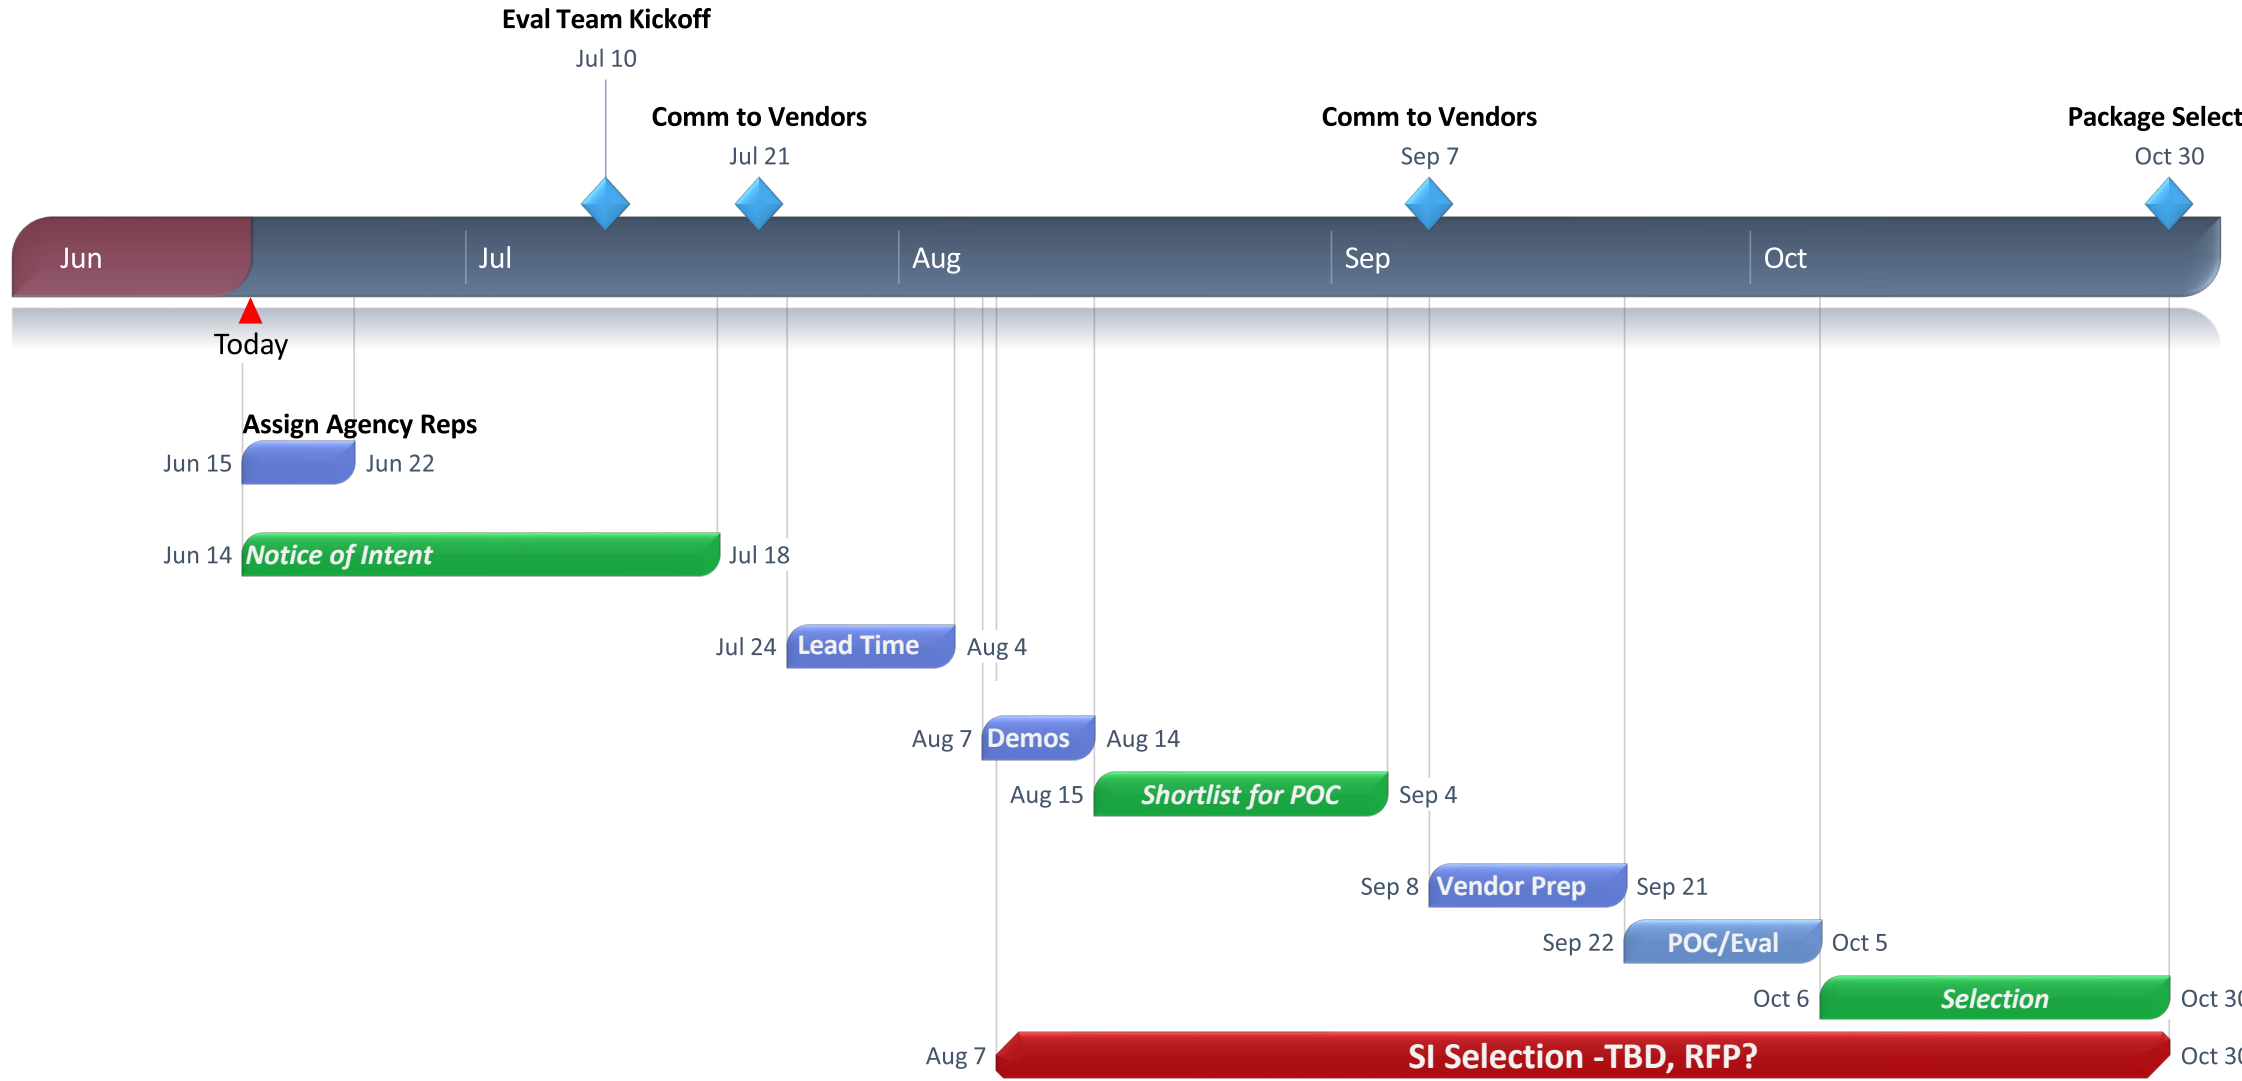 Eval Team Kickoff
Jul 10
Comm to Vendors
Jul 21
Comm to Vendors
Sep 7
Package Select
Oct 30
Jun
Jul
Aug
Sep
Oct
Today
Assign Agency Reps
Jun 15
Jun 22
Jun 14
Notice of Intent
Jul 18
Jul 24
Lead Time
Aug 4
Aug 7
Demos
Aug 14
Aug 15
Shortlist for POC
Sep 4
Sep 8
Vendor Prep
Sep 21
Sep 22
POC/Eval
Oct 5
Oct 6
Selection
Oct 30
Aug 7
SI Selection -TBD, RFP?
Oct 30